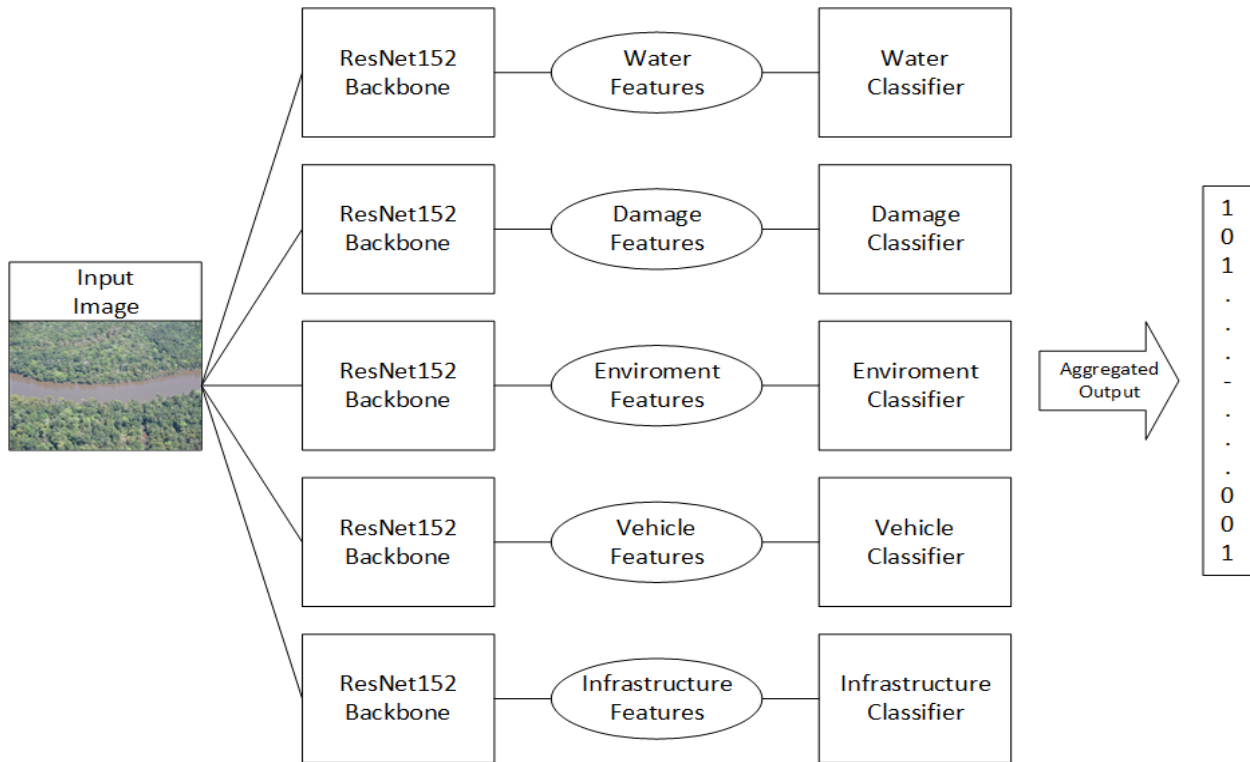 Input
Image
ResNet152
Backbone
Water
Features
Water
Classifier
ResNet152
Backbone
Damage
Features
Damage
Classifier
ResNet152
Backbone
Enviroment
Features
Enviroment
Classifier
ResNet152
Backbone
Vehicle
Features
Vehicle
Classifier
ResNet152
Backbone
Infrastructure
Features
Infrastructure
Classifier
Aggregated
Output
1
0
1
.
.
.
-
.
.
.
0
0
1